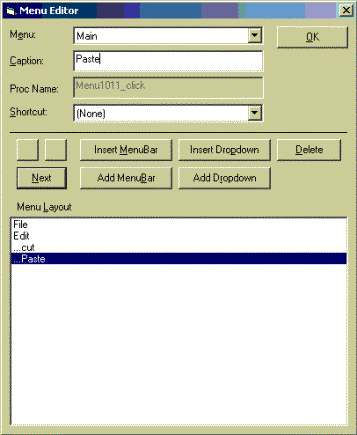 Menu Editor
Menu: Main
OK
Caption: Paste
Proc Name: Menu1011_click
Shortcut: (None)
Insert MenuBar Insert Dropdown Delete
Next Add MenuBar Add Dropdown
Menu Layout
File
Edit
...cut
...Paste